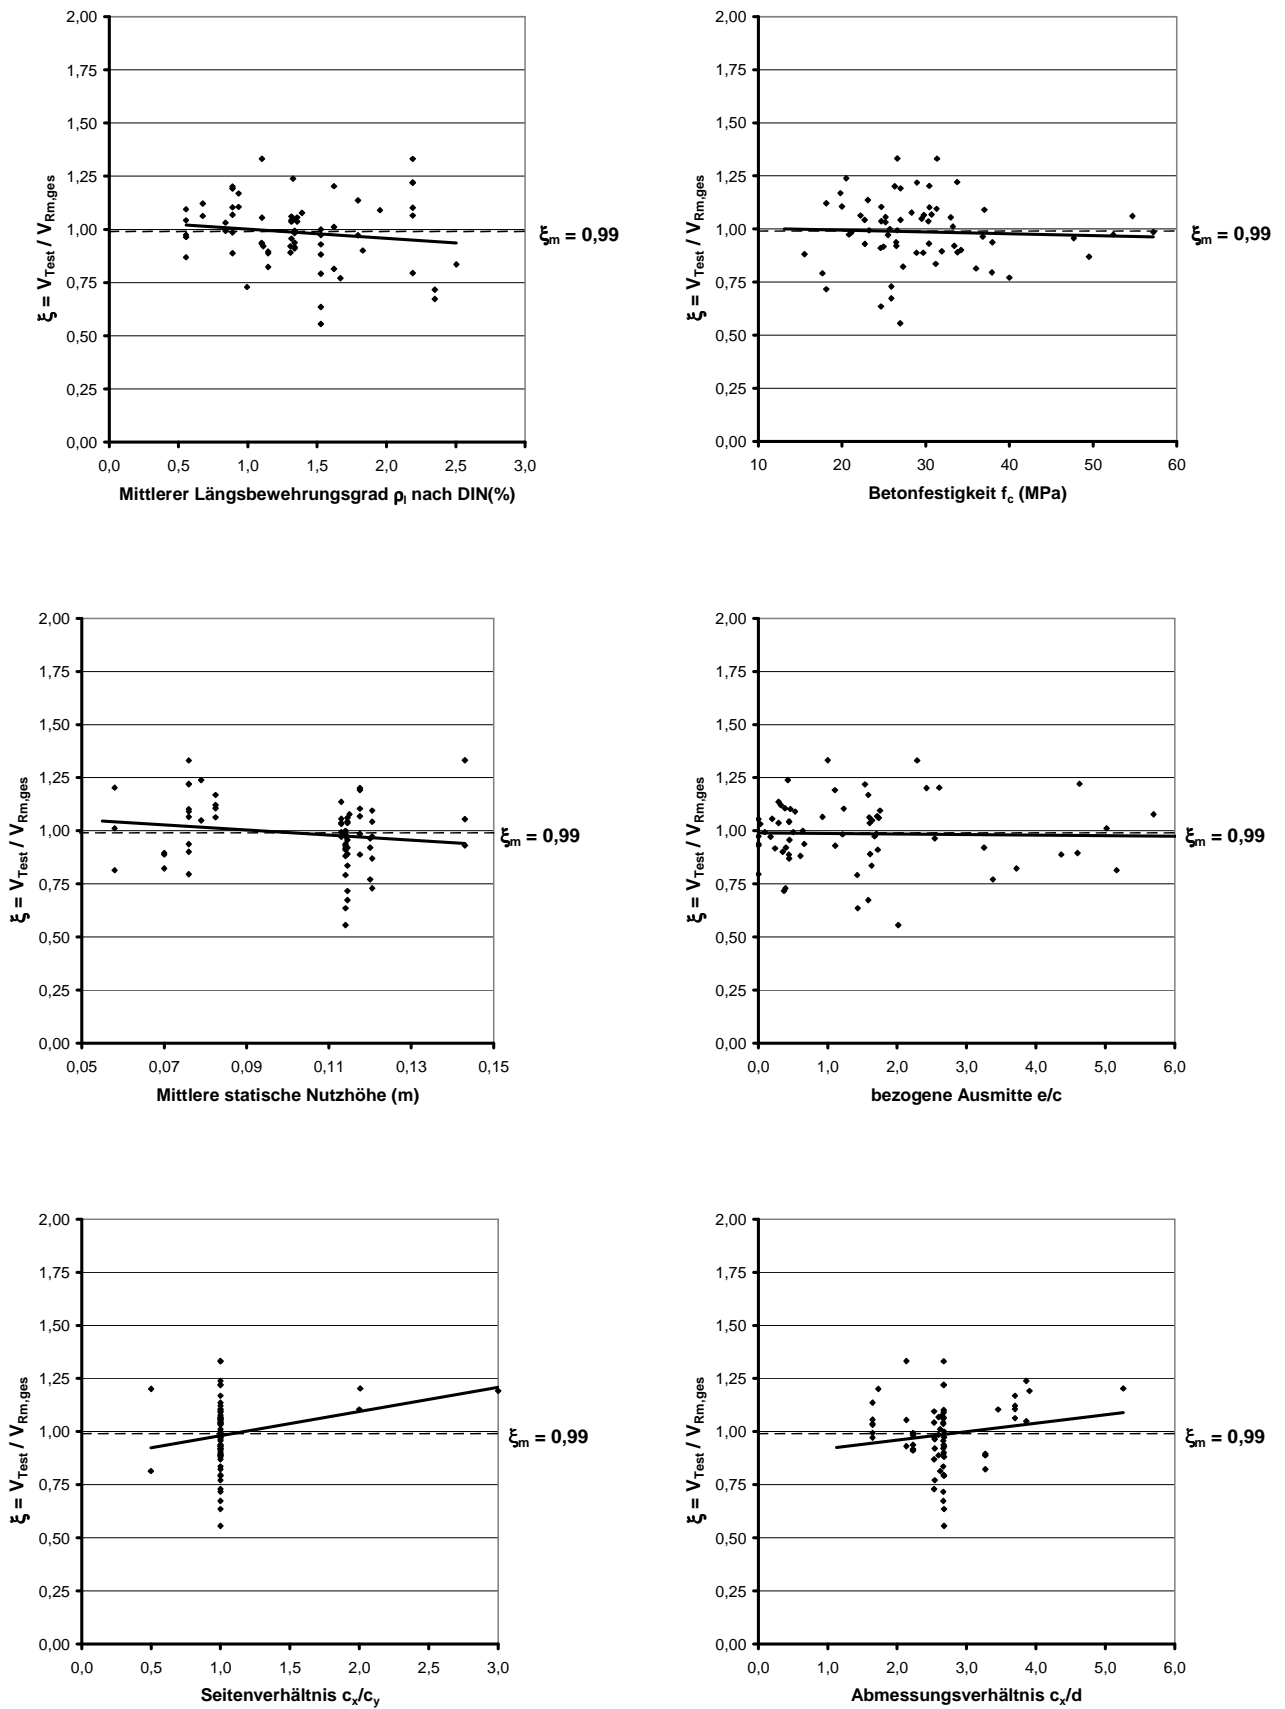 2,00
1,75
1,50
1,25
1,00
0,75
0,50
0,25
0,00
0,0 0,5 1,0 1,5 2,0 2,5 3,0
ξ = V_Test / V_Rm,ges
ξm = 0,99
Mittlerer Längsbewehrungsgrad ρl nach DIN(%)
2,00
1,75
1,50
1,25
1,00
0,75
0,50
0,25
0,00
10 20 30 40 50 60
ξ = V_Test / V_Rm,ges
ξm = 0,99
Betonfestigkeit fc (MPa)
2,00
1,75
1,50
1,25
1,00
0,75
0,50
0,25
0,00
0,05 0,07 0,09 0,11 0,13 0,15
ξ = V_Test / V_Rm,ges
ξm = 0,99
Mittlere statische Nutzhöhe (m)
2,00
1,75
1,50
1,25
1,00
0,75
0,50
0,25
0,00
0,0 1,0 2,0 3,0 4,0 5,0 6,0
ξ = V_Test / V_Rm,ges
ξm = 0,99
bezogene Ausmitte e/c
2,00
1,75
1,50
1,25
1,00
0,75
0,50
0,25
0,00
0,0 0,5 1,0 1,5 2,0 2,5 3,0
ξ = V_Test / V_Rm,ges
ξm = 0,99
Seitenverhältnis cx/cy
2,00
1,75
1,50
1,25
1,00
0,75
0,50
0,25
0,00
0,0 1,0 2,0 3,0 4,0 5,0 6,0
ξ = V_Test / V_Rm,ges
ξm = 0,99
Abmessungsverhältnis cx/d